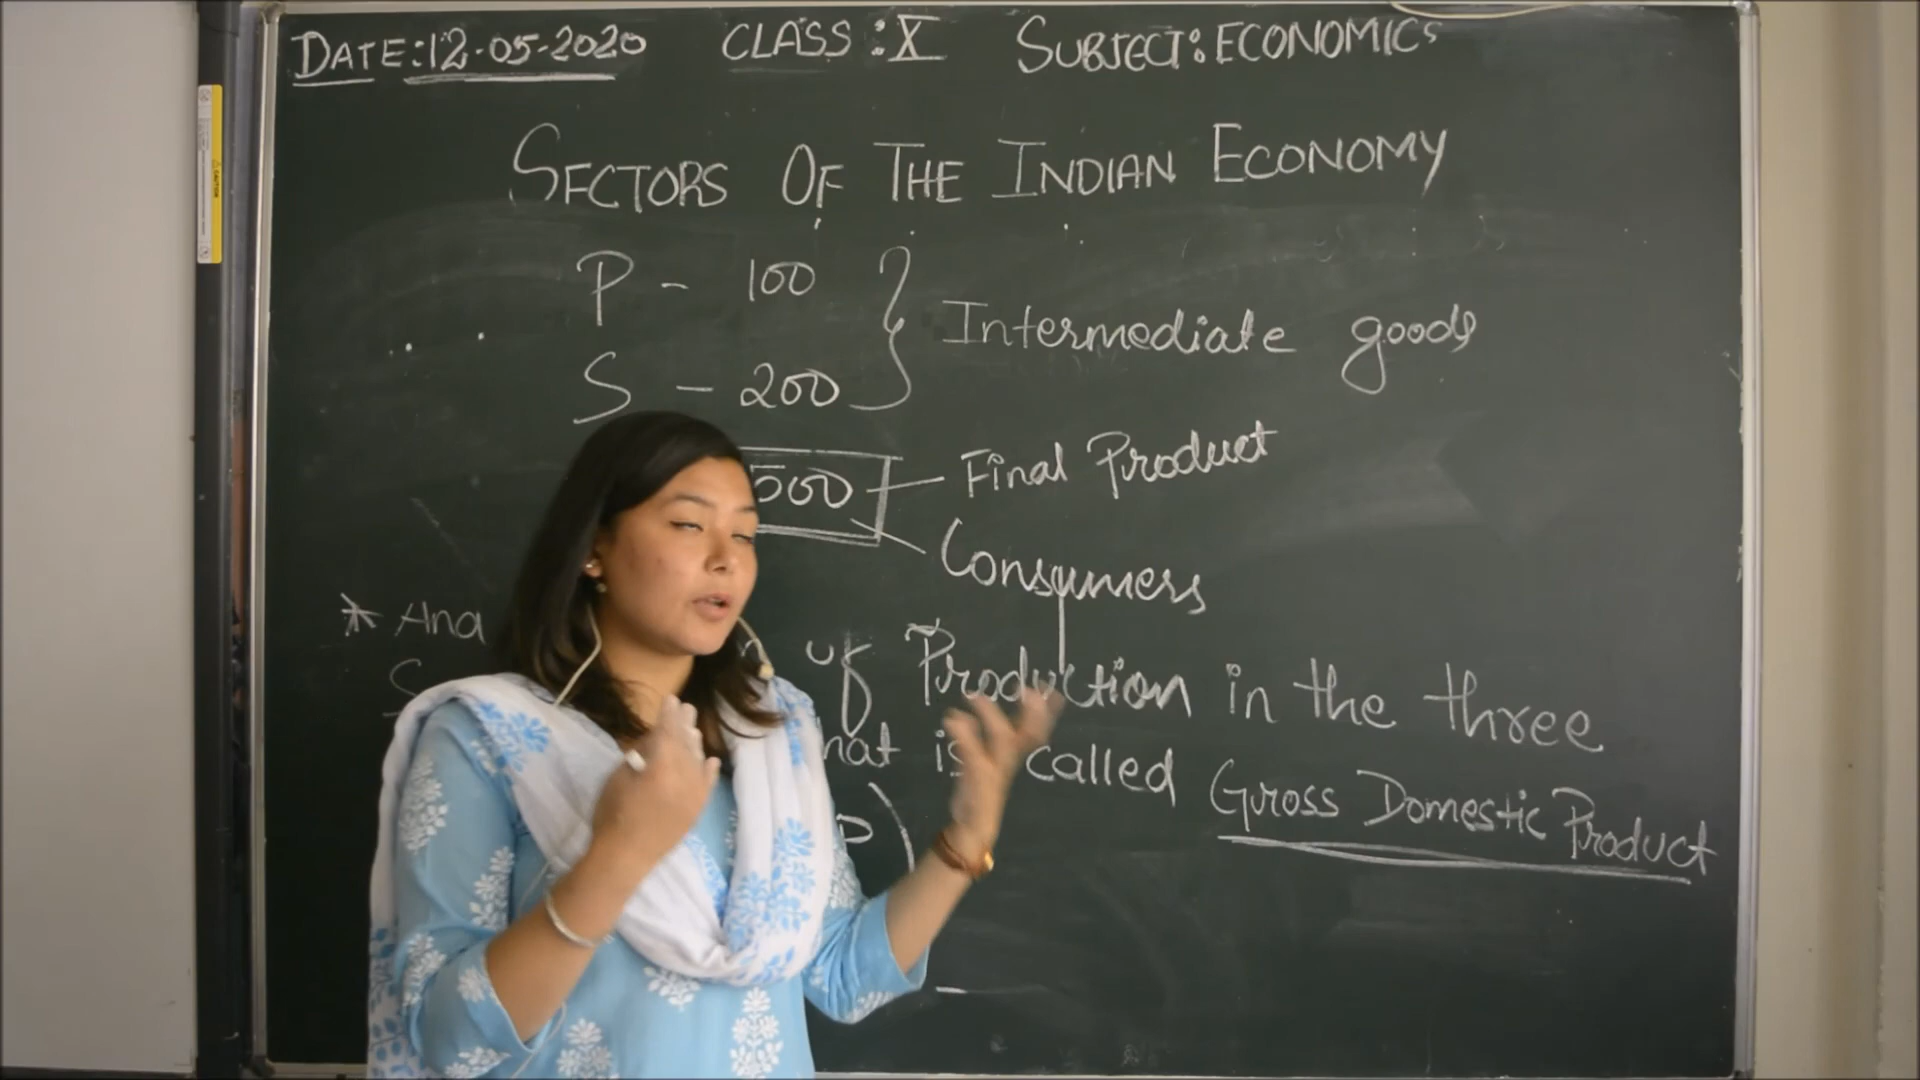 DATE:12-05-2020 CLASS:X SUBJECT:ECONOMICS
SECTORS OF THE INDIAN ECONOMY
P - 100
Intermediate goods
S - 200
500 Final Product
Consumers
* Ana of Production in the three
is called Gross Domestic Product